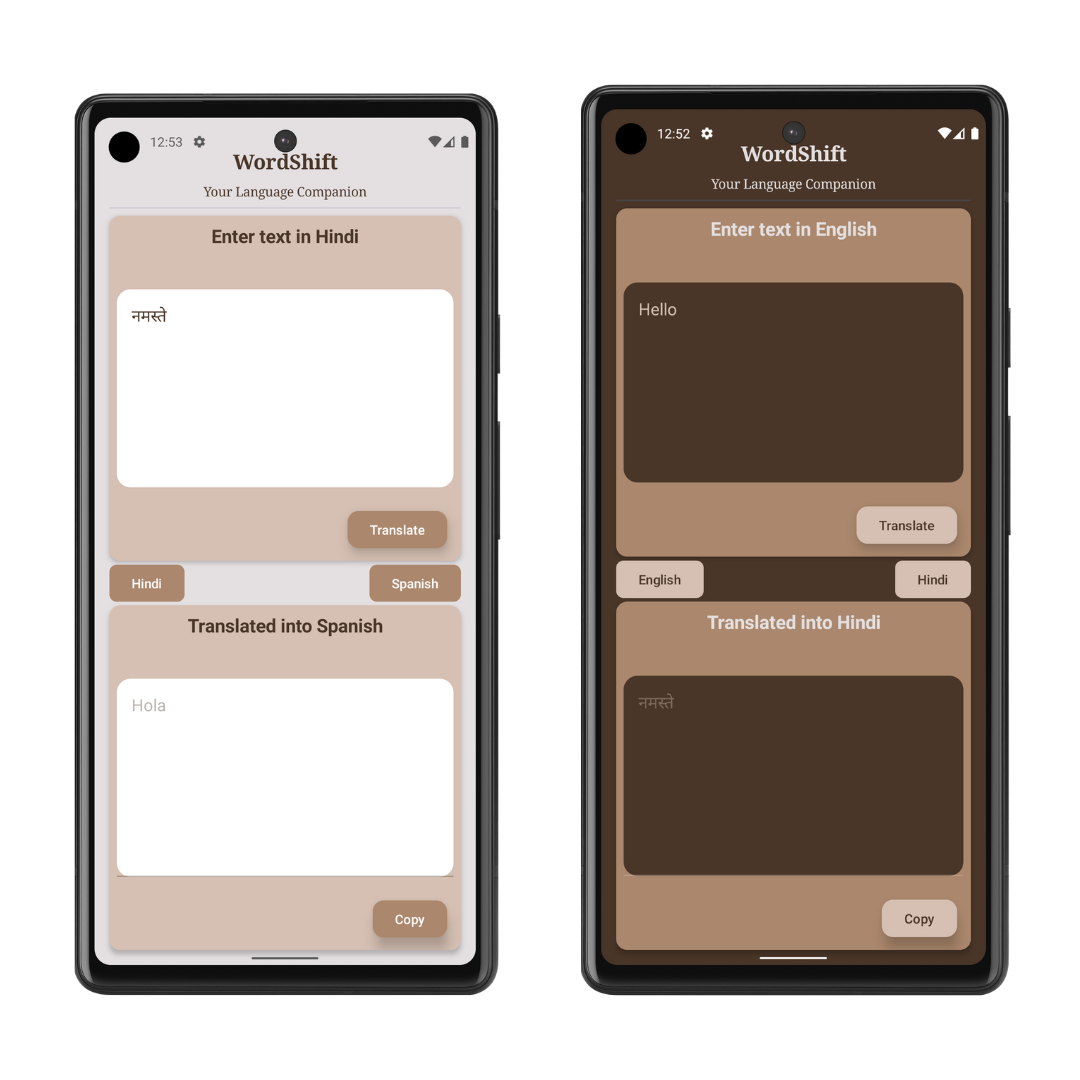 12:53
WordShift
Your Language Companion
Enter text in Hindi
नमस्ते
Translate
Hindi
Spanish
Translated into Spanish
Hola
Copy
12:52
WordShift
Your Language Companion
Enter text in English
Hello
Translate
English
Hindi
Translated into Hindi
नमस्ते
Copy